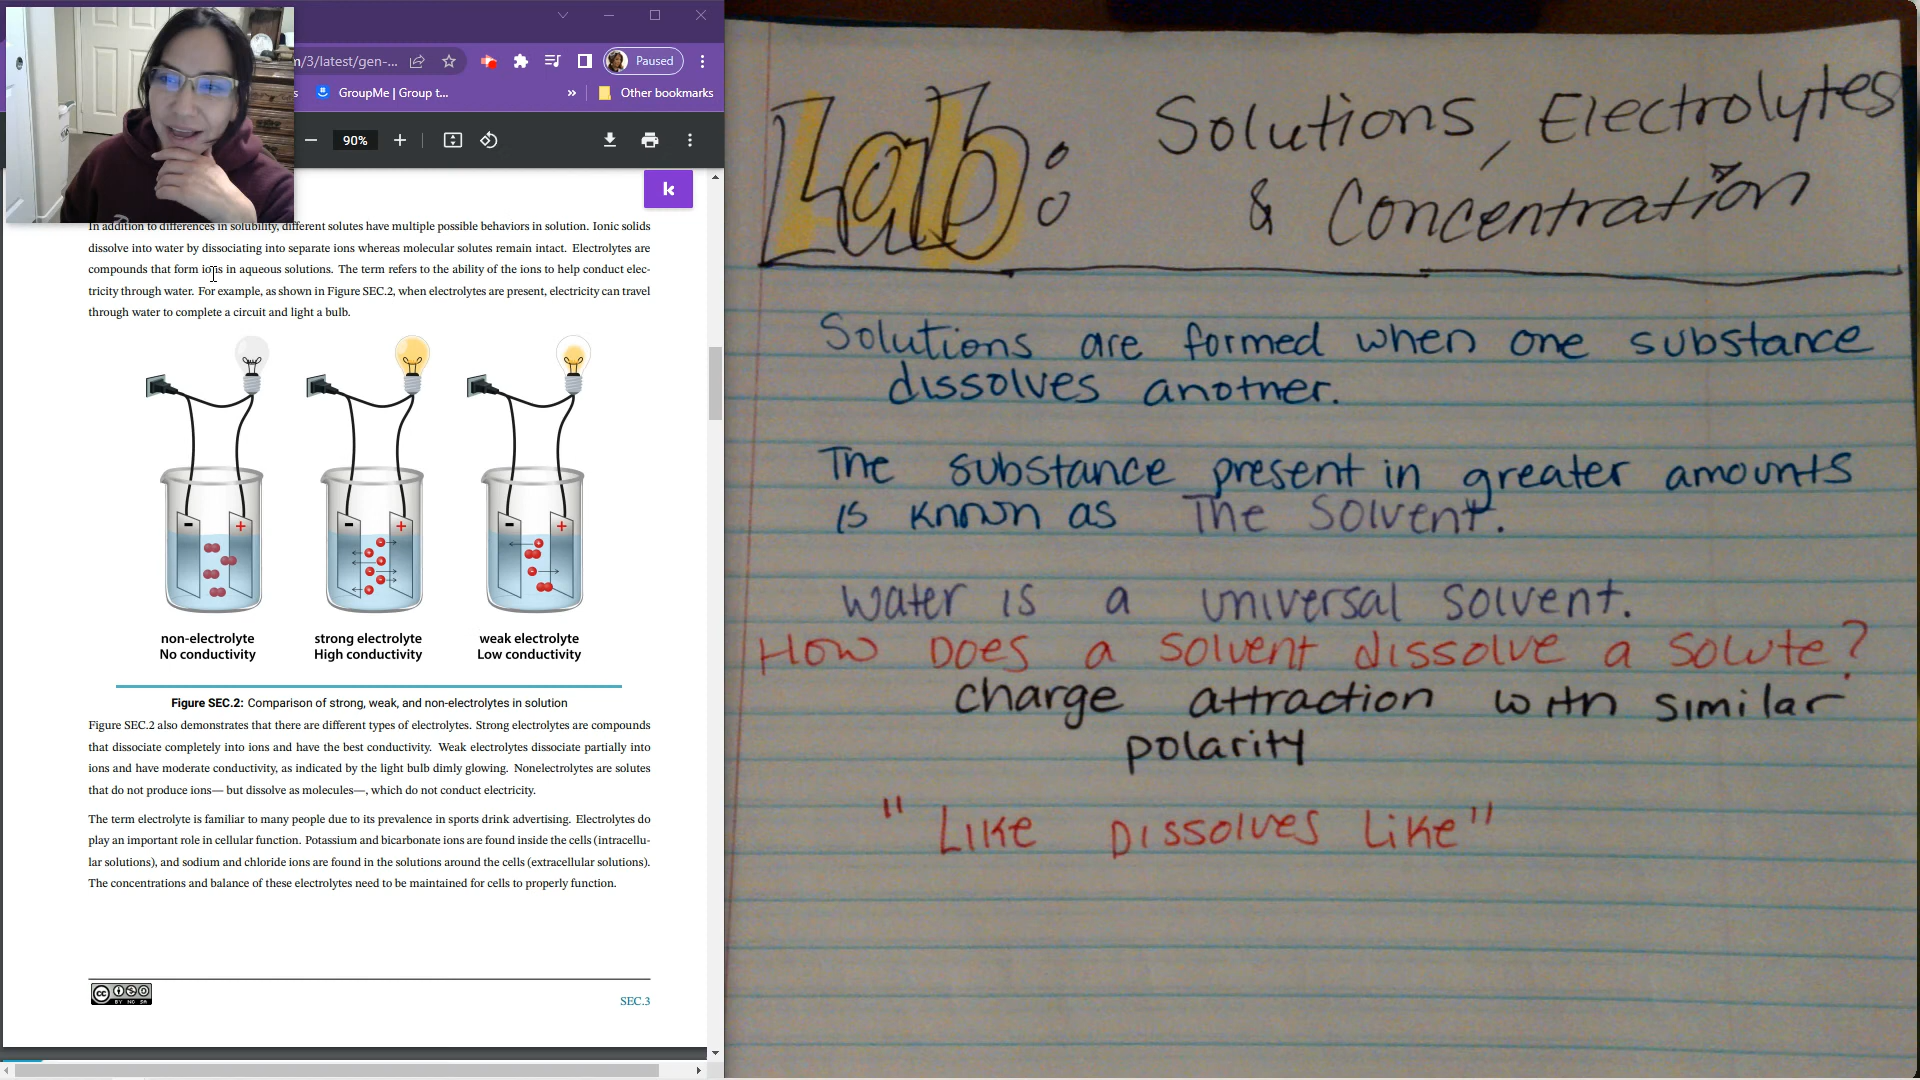 m/3/latest/gen-...
Paused
s
GroupMe | Group t...
»
Other bookmarks
90%
k
In addition to differences in solubility, different solutes have multiple possible behaviors in solution. Ionic solids
dissolve into water by dissociating into separate ions whereas molecular solutes remain intact. Electrolytes are
compounds that form ions in aqueous solutions. The term refers to the ability of the ions to help conduct elec-
tricity through water. For example, as shown in Figure SEC.2, when electrolytes are present, electricity can travel
through water to complete a circuit and light a bulb.
- + - + - +
non-electrolyte strong electrolyte weak electrolyte
No conductivity High conductivity Low conductivity
Figure SEC.2: Comparison of strong, weak, and non-electrolytes in solution
Figure SEC.2 also demonstrates that there are different types of electrolytes. Strong electrolytes are compounds
that dissociate completely into ions and have the best conductivity. Weak electrolytes dissociate partially into
ions and have moderate conductivity, as indicated by the light bulb dimly glowing. Nonelectrolytes are solutes
that do not produce ions— but dissolve as molecules—, which do not conduct electricity.
The term electrolyte is familiar to many people due to its prevalence in sports drink advertising. Electrolytes do
play an important role in cellular function. Potassium and bicarbonate ions are found inside the cells (intracellu-
lar solutions), and sodium and chloride ions are found in the solutions around the cells (extracellular solutions).
The concentrations and balance of these electrolytes need to be maintained for cells to properly function.
cc BY NC SA
SEC.3
Lab: Solutions, Electrolytes
& Concentration
Solutions are formed when one substance
dissolves another.
The substance present in greater amounts
is known as The Solvent.
Water is a universal solvent.
How Does a solvent dissolve a solute?
charge attraction with similar
polarity
"Like Dissolves Like"